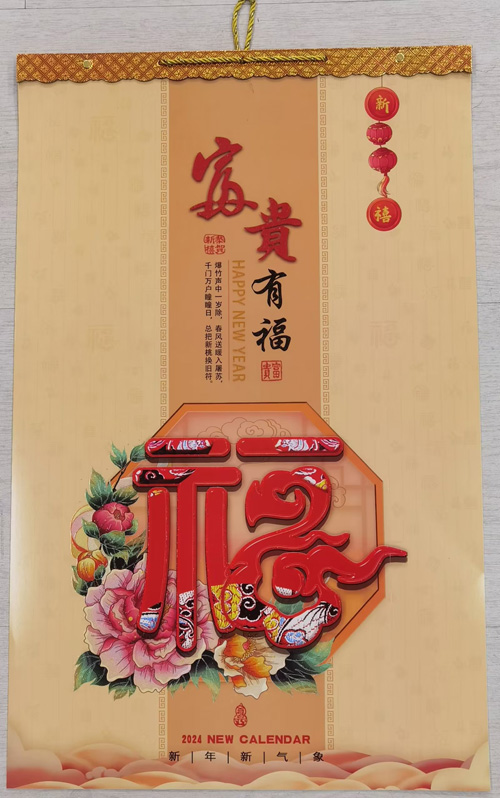 新禧
富貴
有福
爆竹声中一岁除，春风送暖入屠苏，
千门万户曈曈日，总把新桃换旧符。
HAPPY NEW YEAR
富貴
福
2024 NEW CALENDAR
新|年|新|气|象